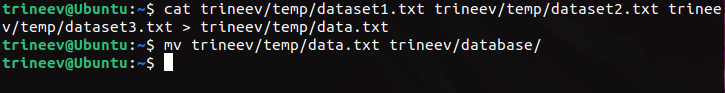 trineev@Ubuntu:~$ cat trineev/temp/dataset1.txt trineev/temp/dataset2.txt trinee
v/temp/dataset3.txt > trineev/temp/data.txt
trineev@Ubuntu:~$ mv trineev/temp/data.txt trineev/database/
trineev@Ubuntu:~$